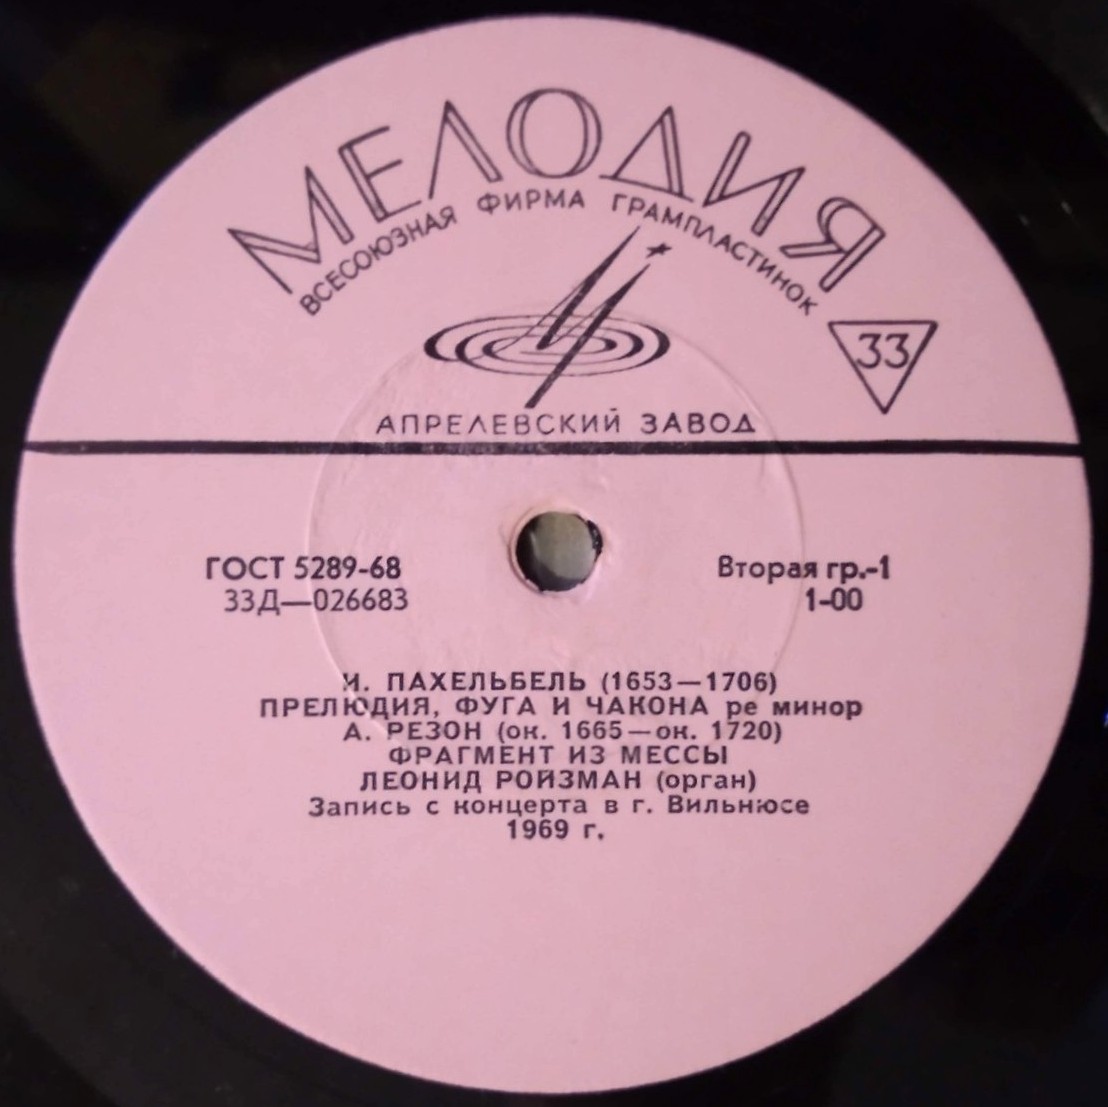 МЕЛОДИЯ
ВСЕСОЮЗНАЯ ФИРМА ГРАМПЛАСТИНОК
33
АПРЕЛЕВСКИЙ ЗАВОД
ГОСТ 5289-68
Вторая гр.-1
33Д—026683
1-00
И. ПАХЕЛЬБЕЛЬ (1653—1706)
ПРЕЛЮДИЯ, ФУГА И ЧАКОНА ре минор
А. РЕЗОН (ок. 1665—ок. 1720)
ФРАГМЕНТ ИЗ МЕССЫ
ЛЕОНИД РОЙЗМАН (орган)
Запись с концерта в г. Вильнюсе
1969 г.